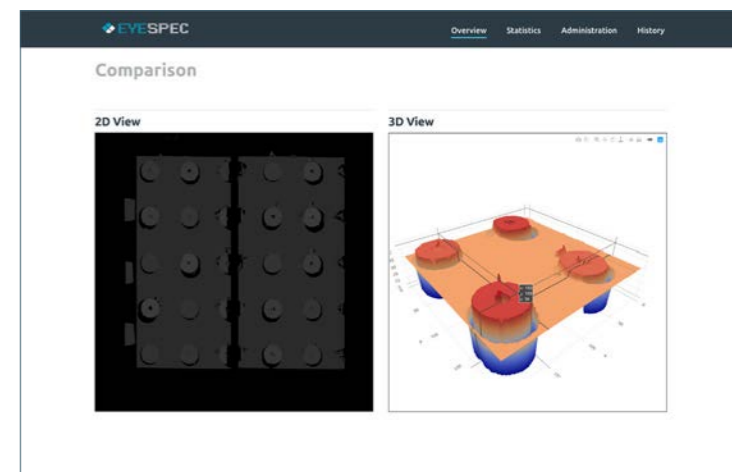 EYESPEC
Overview Statistics Administration History
Comparison
2D View
3D View